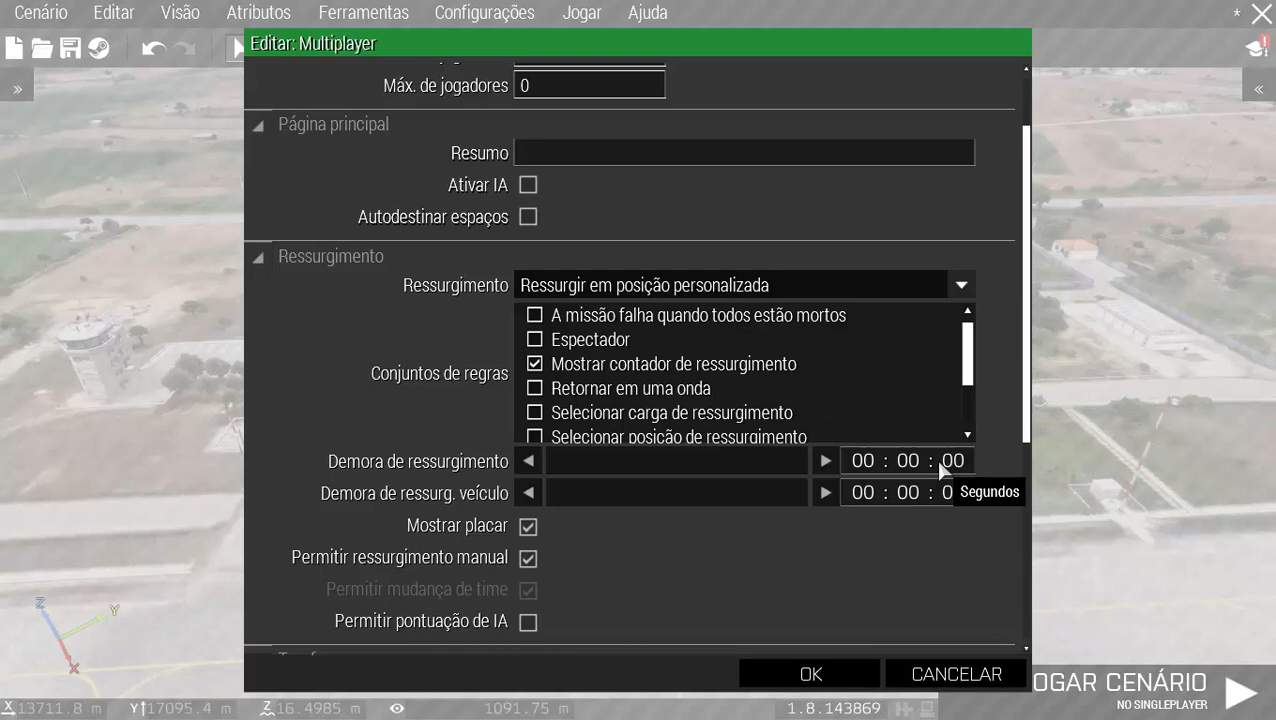 Cenário Editar Visão Atributos Ferramentas Configurações Jogar Ajuda *
Editar: Multiplayer
Máx. de jogadores 0
Página principal
Resumo
Ativar IA
Autodestinar espaços
Ressurgimento
Ressurgimento Ressurgir em posição personalizada
A missão falha quando todos estão mortos
Espectador
Conjuntos de regras Mostrar contador de ressurgimento
Retornar em uma onda
Selecionar carga de ressurgimento
Selecionar posição de ressurgimento
Demora de ressurgimento 00 : 00 : 00
Demora de ressurg. veículo 00 : 00 : 0
Segundos
Mostrar placar
Permitir ressurgimento manual
Permitir mudança de time
Permitir pontuação de IA
OK CANCELAR
OGAR CENÁRIO
NO SINGLEPLAYER
X 13711.8 m Y 17095.4 m Z 16.4985 m 1091.75 m 1.8.143869
Z Y X